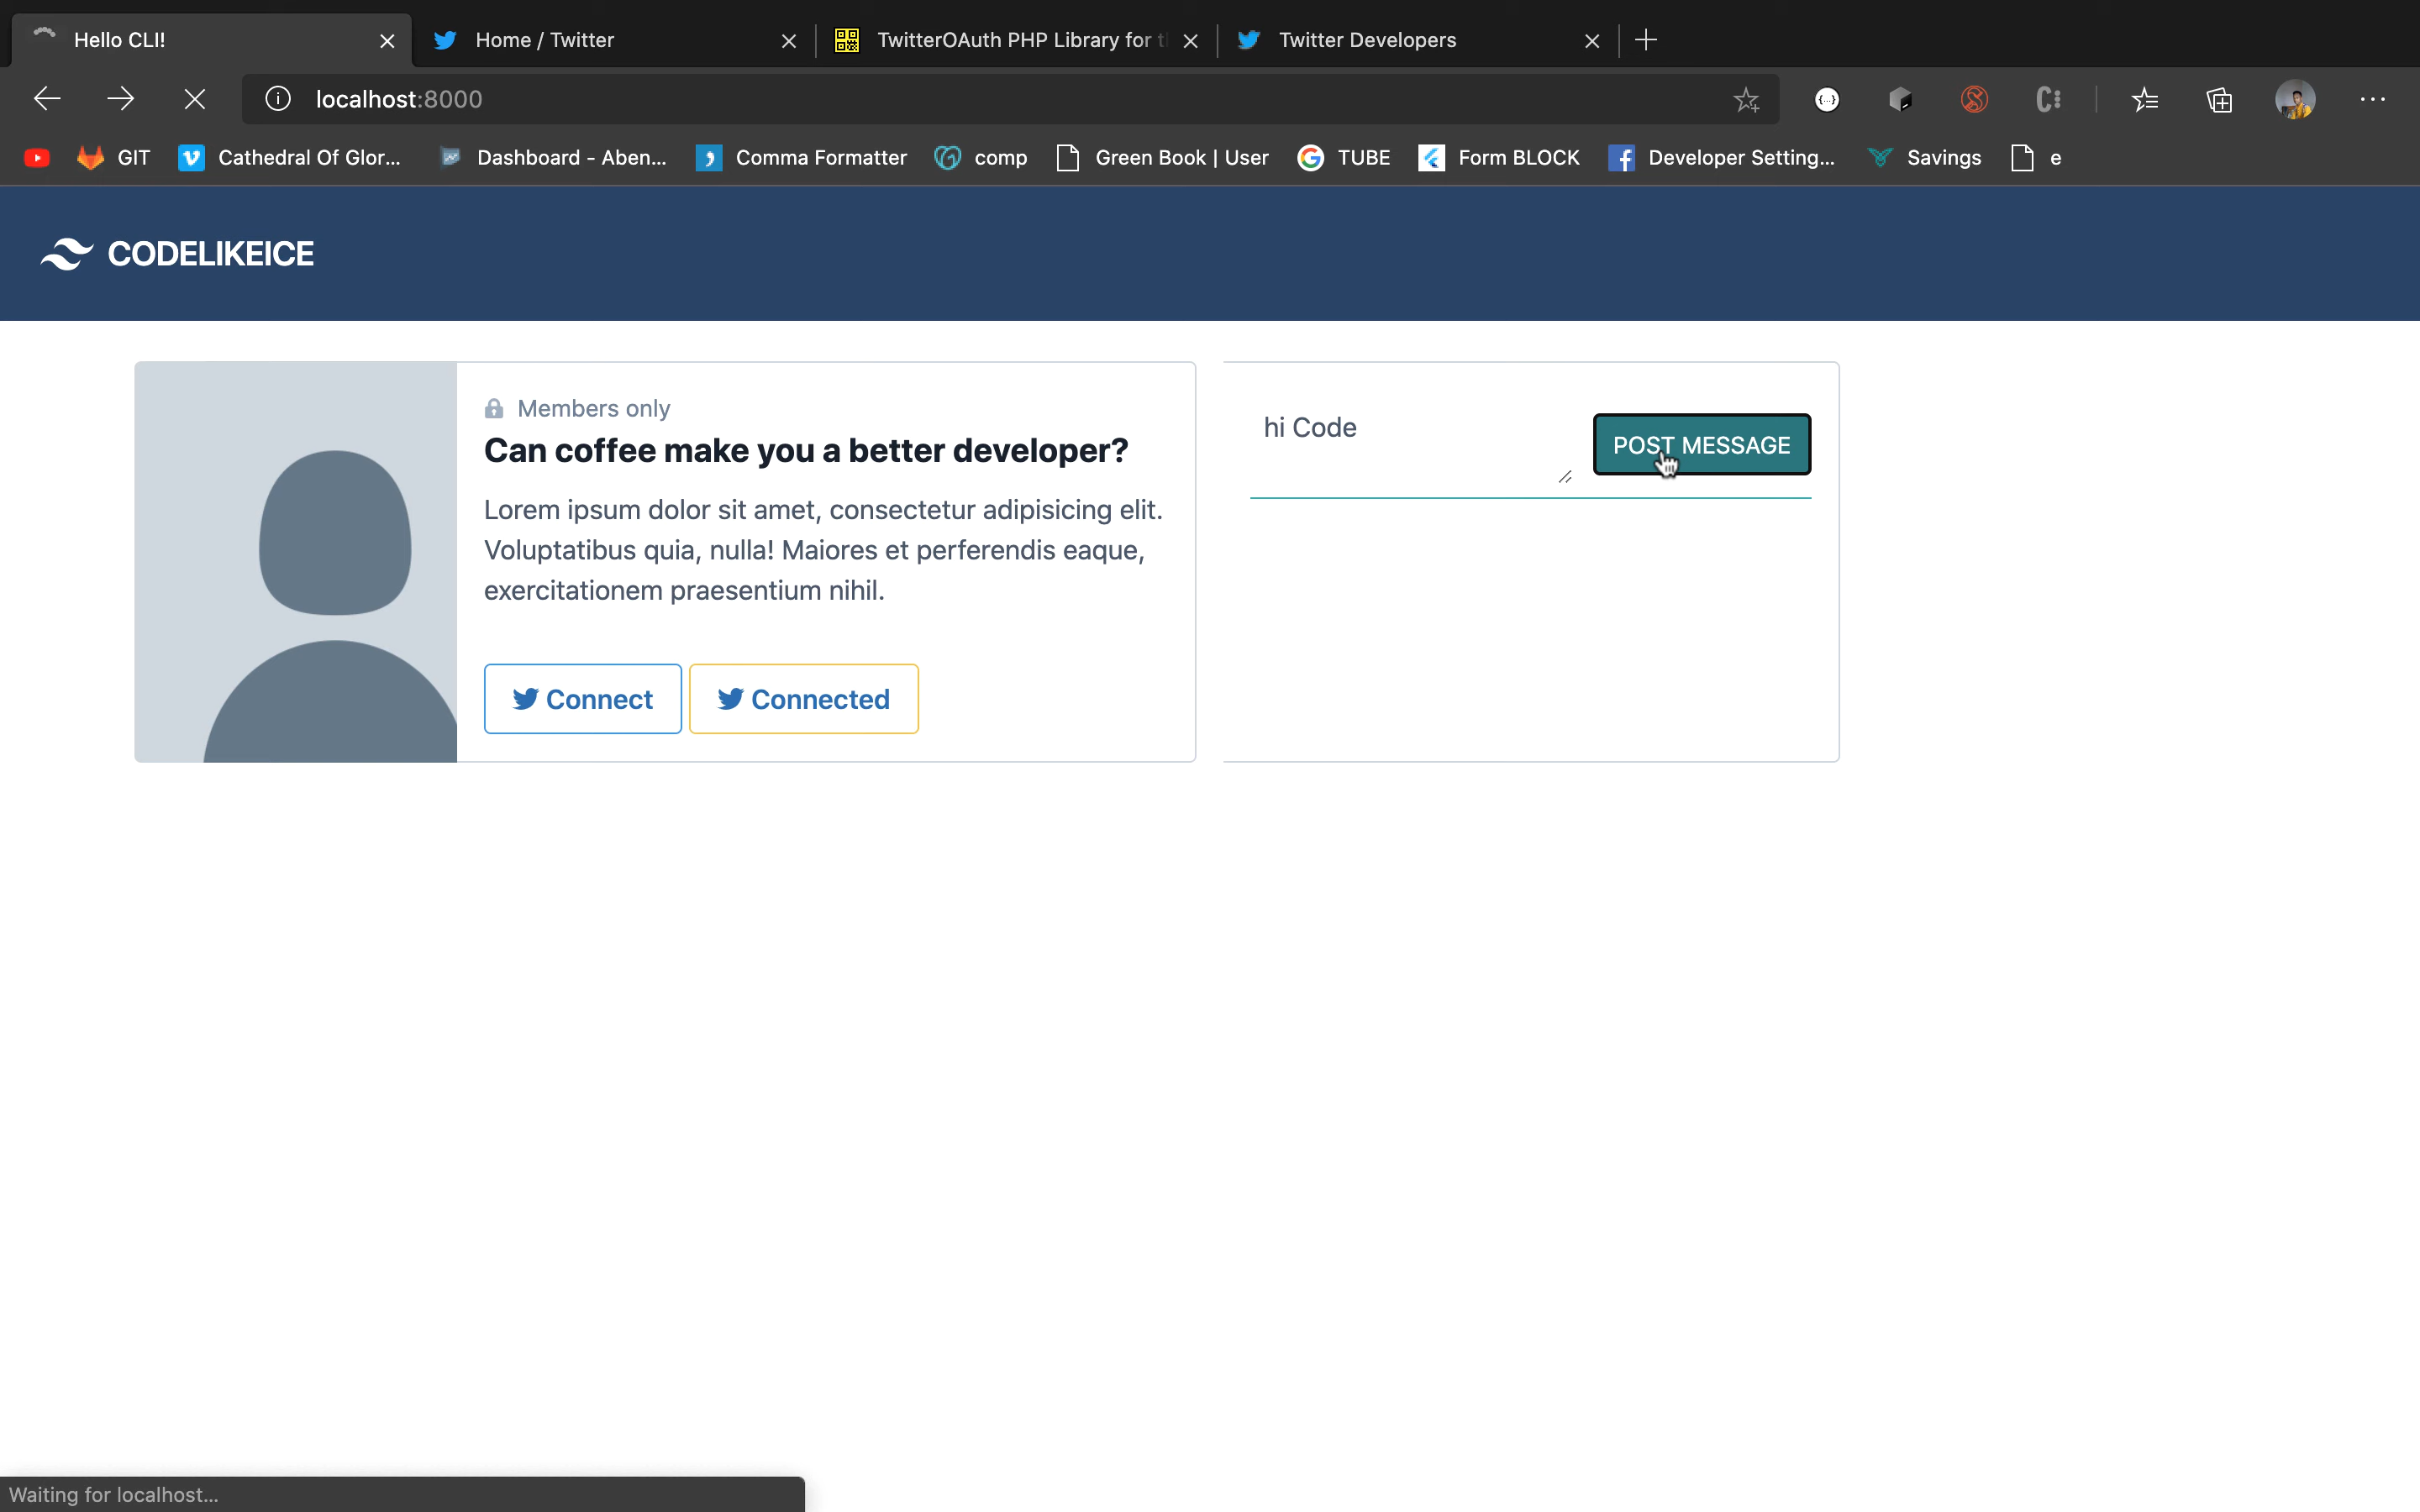 Hello CLI!
Home / Twitter
TwitterOAuth PHP Library for t
Twitter Developers
localhost:8000
GIT
Cathedral Of Glor...
Dashboard - Aben...
Comma Formatter
comp
Green Book | User
TUBE
Form BLOCK
Developer Setting...
Savings
e
CODELIKEICE
Members only
Can coffee make you a better developer?
Lorem ipsum dolor sit amet, consectetur adipisicing elit.
Voluptatibus quia, nulla! Maiores et perferendis eaque,
exercitationem praesentium nihil.
Connect
Connected
hi Code
POST MESSAGE
Waiting for localhost...